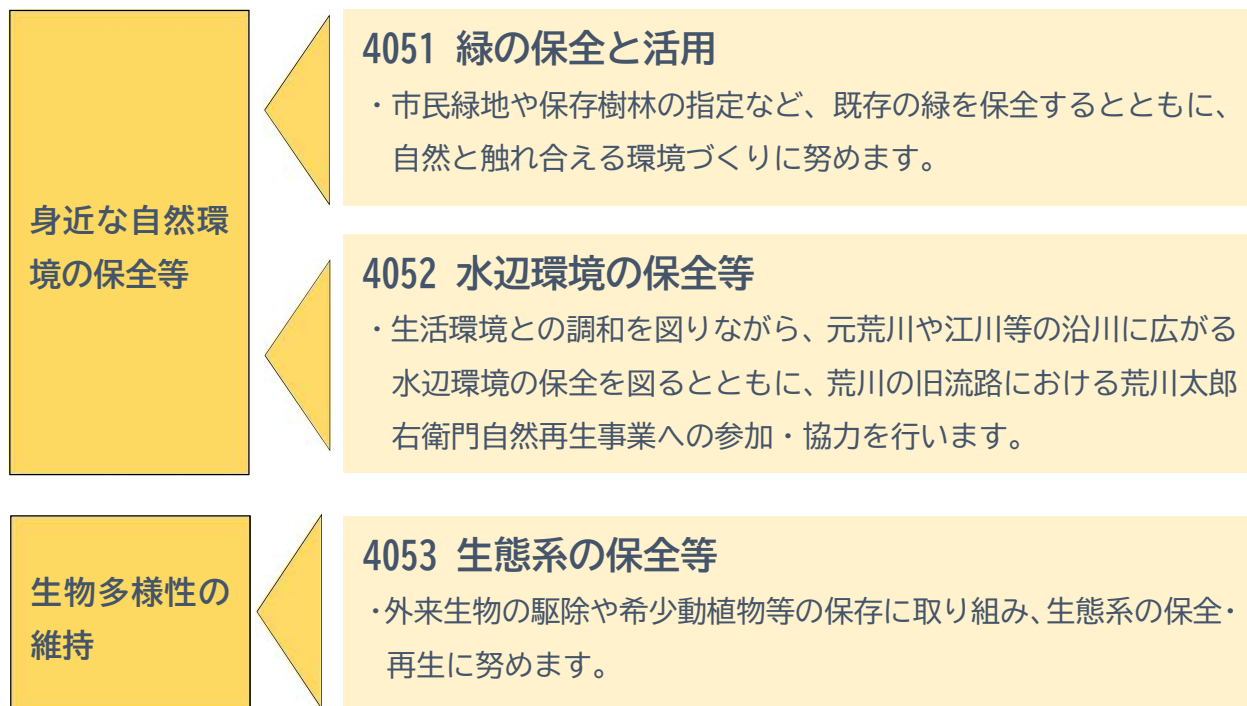 身近な自然環
境の保全等
4051 緑の保全と活用
・市民緑地や保存樹林の指定など、既存の緑を保全するとともに、
自然と触れ合える環境づくりに努めます。
4052 水辺環境の保全等
・生活環境との調和を図りながら、元荒川や江川等の沿川に広がる
水辺環境の保全を図るとともに、荒川の旧流路における荒川太郎
右衛門自然再生事業への参加・協力を行います。
生物多様性の
維持
4053 生態系の保全等
・外来生物の駆除や希少動植物等の保存に取り組み、生態系の保全・
再生に努めます。